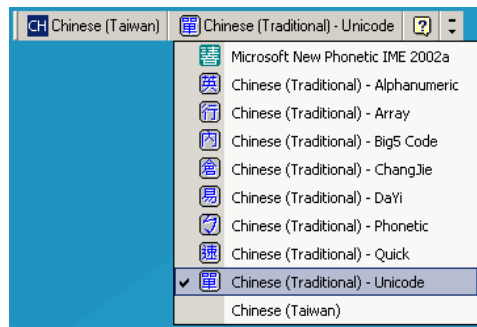 CH Chinese (Taiwan) 單 Chinese (Traditional) - Unicode
Microsoft New Phonetic IME 2002a
英 Chinese (Traditional) - Alphanumeric
行 Chinese (Traditional) - Array
內 Chinese (Traditional) - Big5 Code
倉 Chinese (Traditional) - ChangJie
易 Chinese (Traditional) - DaYi
ㄅ Chinese (Traditional) - Phonetic
速 Chinese (Traditional) - Quick
單 Chinese (Traditional) - Unicode
Chinese (Taiwan)